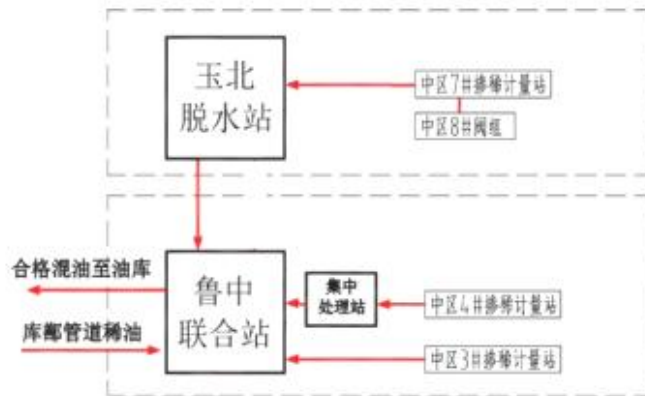 玉北
脱水站
中区7#掺稀计量站
中区8#阀组
合格混油至油库
鲁中
联合站
集中
处理站
中区4#掺稀计量站
库鄯管道稀油
中区3#掺稀计量站